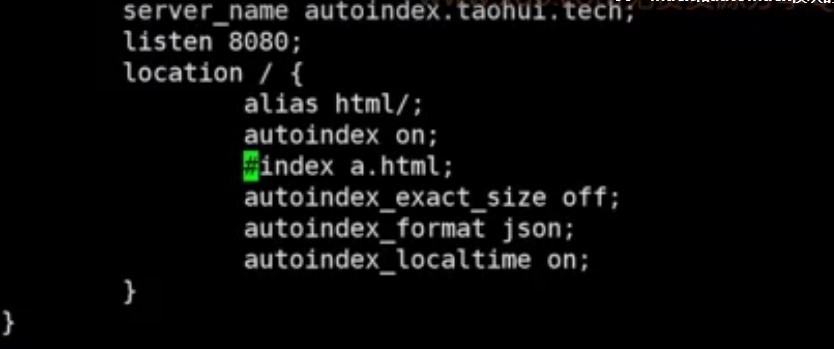 server_name autoindex.taohui.tech;
listen 8080;
location / {
alias html/;
autoindex on;
#index a.html;
autoindex_exact_size off;
autoindex_format json;
autoindex_localtime on;
}
}